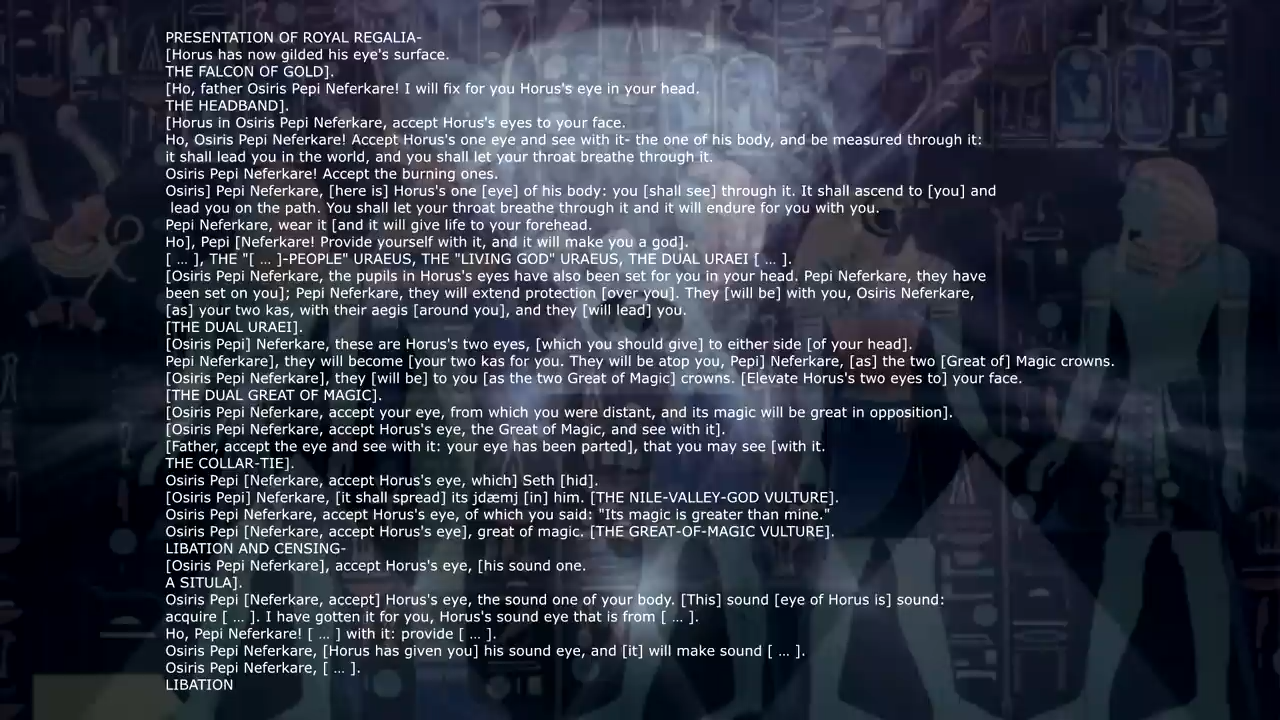 PRESENTATION OF ROYAL REGALIA-
[Horus has now gilded his eye's surface.
THE FALCON OF GOLD].
[Ho, father Osiris Pepi Neferkare! I will fix for you Horus's eye in your head.
THE HEADBAND].
[Horus in Osiris Pepi Neferkare, accept Horus's eyes to your face.
Ho, Osiris Pepi Neferkare! Accept Horus's one eye and see with it- the one of his body, and be measured through it:
it shall lead you in the world, and you shall let your throat breathe through it.
Osiris Pepi Neferkare! Accept the burning ones.
Osiris] Pepi Neferkare, [here is] Horus's one [eye] of his body: you [shall see] through it. It shall ascend to [you] and
lead you on the path. You shall let your throat breathe through it and it will endure for you with you.
Pepi Neferkare, wear it [and it will give life to your forehead.
Ho], Pepi [Neferkare! Provide yourself with it, and it will make you a god].
[ … ], THE "[ … ]-PEOPLE" URAEUS, THE "LIVING GOD" URAEUS, THE DUAL URAEI [ … ].
[Osiris Pepi Neferkare, the pupils in Horus's eyes have also been set for you in your head. Pepi Neferkare, they have
been set on you]; Pepi Neferkare, they will extend protection [over you]. They [will be] with you, Osiris Neferkare,
[as] your two kas, with their aegis [around you], and they [will lead] you.
[THE DUAL URAEI].
[Osiris Pepi] Neferkare, these are Horus's two eyes, [which you should give] to either side [of your head].
Pepi Neferkare], they will become [your two kas for you. They will be atop you, Pepi] Neferkare, [as] the two [Great of] Magic crowns.
[Osiris Pepi Neferkare], they [will be] to you [as the two Great of Magic] crowns. [Elevate Horus's two eyes to] your face.
[THE DUAL GREAT OF MAGIC].
[Osiris Pepi Neferkare, accept your eye, from which you were distant, and its magic will be great in opposition].
[Osiris Pepi Neferkare, accept Horus's eye, the Great of Magic, and see with it].
[Father, accept the eye and see with it: your eye has been parted], that you may see [with it.
THE COLLAR-TIE].
Osiris Pepi [Neferkare, accept Horus's eye, which] Seth [hid].
[Osiris Pepi] Neferkare, [it shall spread] its jdæmj [in] him. [THE NILE-VALLEY-GOD VULTURE].
Osiris Pepi Neferkare, accept Horus's eye, of which you said: "Its magic is greater than mine."
Osiris Pepi [Neferkare, accept Horus's eye], great of magic. [THE GREAT-OF-MAGIC VULTURE].
LIBATION AND CENSING-
[Osiris Pepi Neferkare], accept Horus's eye, [his sound one.
A SITULA].
Osiris Pepi [Neferkare, accept] Horus's eye, the sound one of your body. [This] sound [eye of Horus is] sound:
acquire [ … ]. I have gotten it for you, Horus's sound eye that is from [ … ].
Ho, Pepi Neferkare! [ … ] with it: provide [ … ].
Osiris Pepi Neferkare, [Horus has given you] his sound eye, and [it] will make sound [ … ].
Osiris Pepi Neferkare, [ … ].
LIBATION